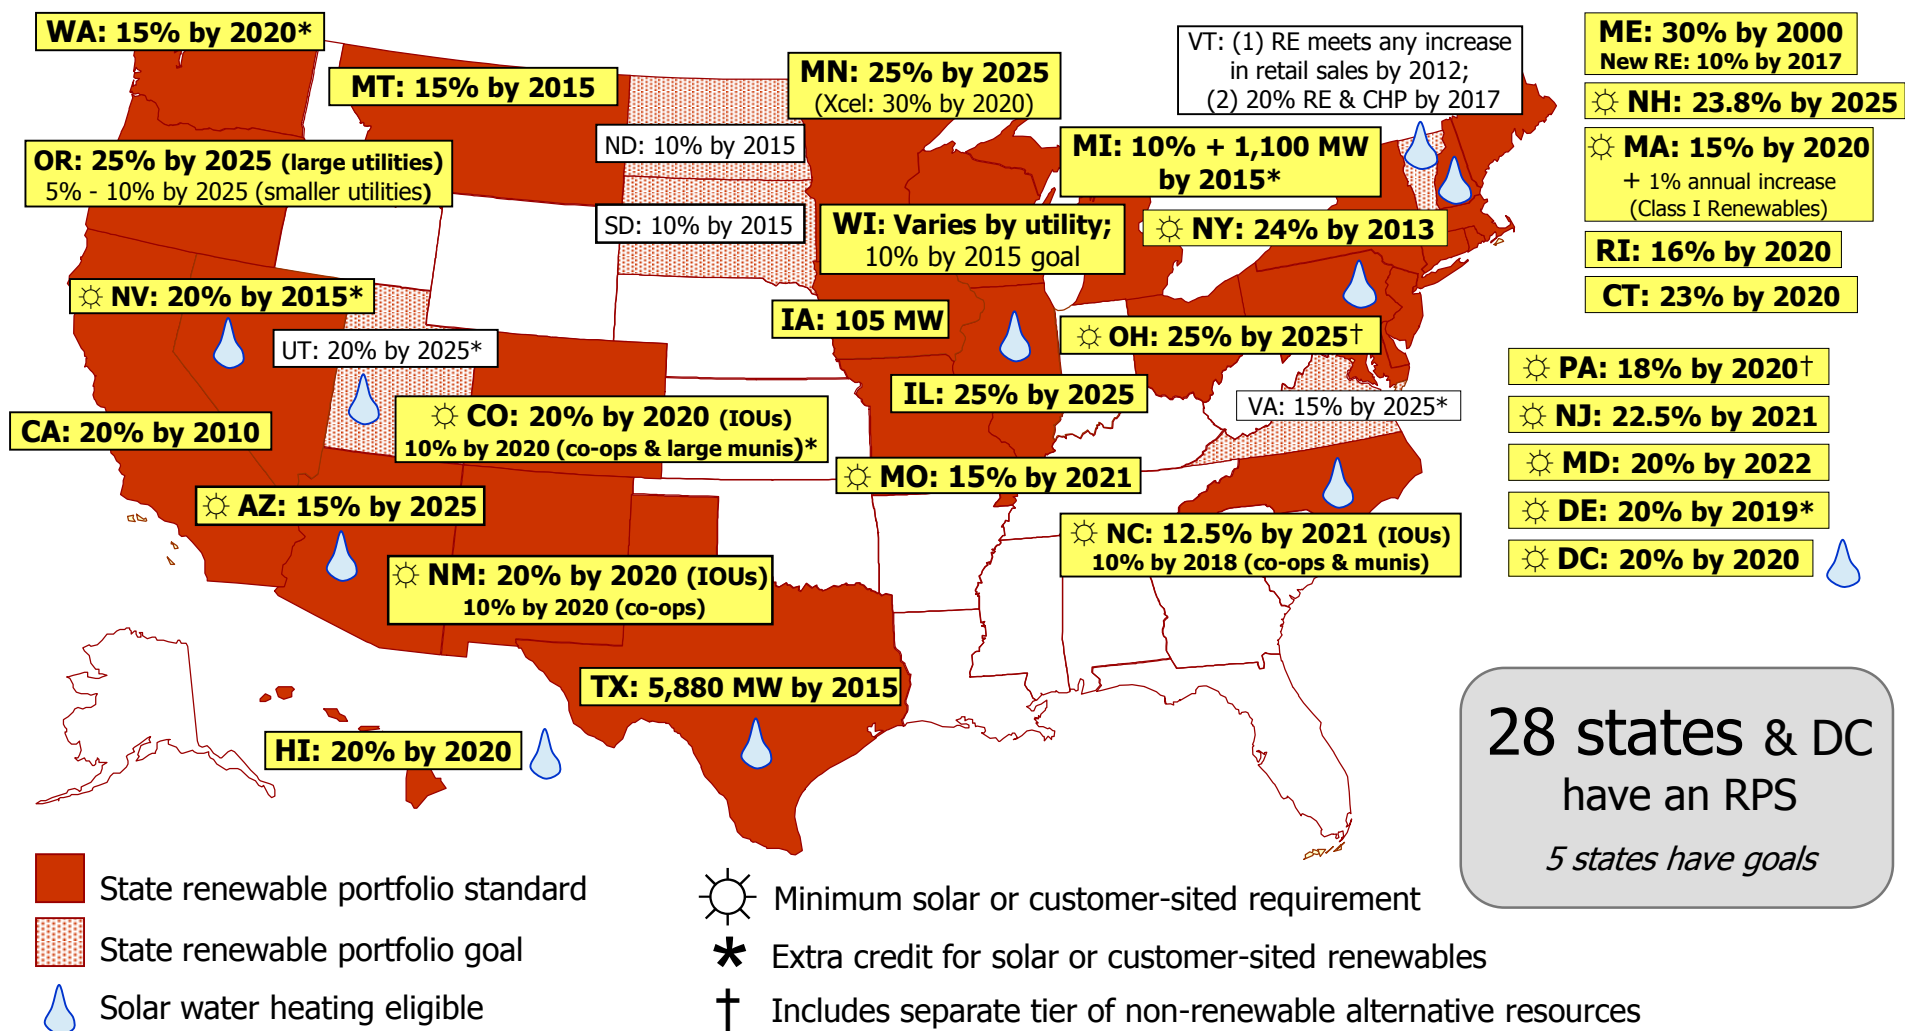 WA: 15% by 2020*
MT: 15% by 2015
MN: 25% by 2025
(Xcel: 30% by 2020)
VT: (1) RE meets any increase
in retail sales by 2012;
(2) 20% RE & CHP by 2017
ME: 30% by 2000
New RE: 10% by 2017
☼ NH: 23.8% by 2025
☼ MA: 15% by 2020
+ 1% annual increase
(Class I Renewables)
RI: 16% by 2020
CT: 23% by 2020
OR: 25% by 2025 (large utilities)
5% - 10% by 2025 (smaller utilities)
ND: 10% by 2015
SD: 10% by 2015
MI: 10% + 1,100 MW
by 2015*
WI: Varies by utility;
10% by 2015 goal
☼ NY: 24% by 2013
☼ NV: 20% by 2015*
UT: 20% by 2025*
IA: 105 MW
☼ OH: 25% by 2025†
IL: 25% by 2025
VA: 15% by 2025*
☼ PA: 18% by 2020†
☼ NJ: 22.5% by 2021
☼ MD: 20% by 2022
☼ DE: 20% by 2019*
☼ DC: 20% by 2020
CA: 20% by 2010
☼ CO: 20% by 2020 (IOUs)
10% by 2020 (co-ops & large munis)*
☼ MO: 15% by 2021
☼ AZ: 15% by 2025
☼ NC: 12.5% by 2021 (IOUs)
10% by 2018 (co-ops & munis)
☼ NM: 20% by 2020 (IOUs)
10% by 2020 (co-ops)
TX: 5,880 MW by 2015
HI: 20% by 2020
28 states & DC
have an RPS
5 states have goals
State renewable portfolio standard
State renewable portfolio goal
Solar water heating eligible
☼ Minimum solar or customer-sited requirement
* Extra credit for solar or customer-sited renewables
† Includes separate tier of non-renewable alternative resources